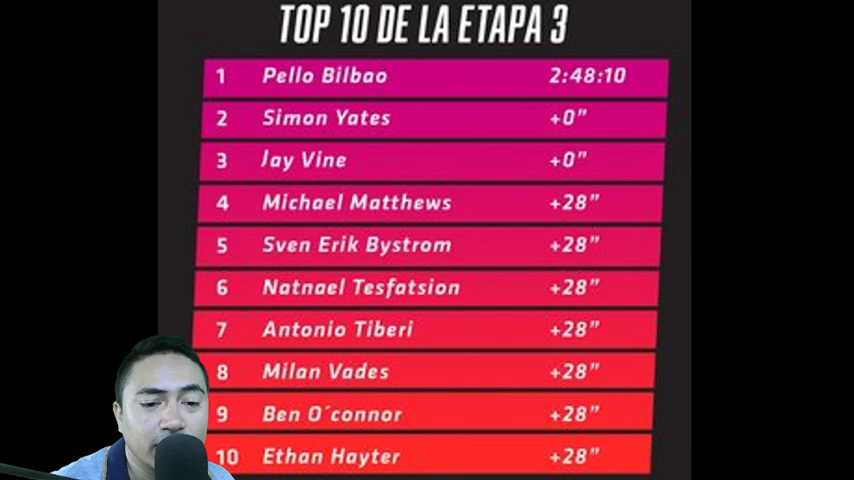 TOP 10 DE LA ETAPA 3
1 Pello Bilbao 2:48:10
2 Simon Yates +0”
3 Jay Vine +0”
4 Michael Matthews +28”
5 Sven Erik Bystrom +28”
6 Natnael Tesfatsion +28”
7 Antonio Tiberi +28”
8 Milan Vades +28”
9 Ben O´connor +28”
10 Ethan Hayter +28”